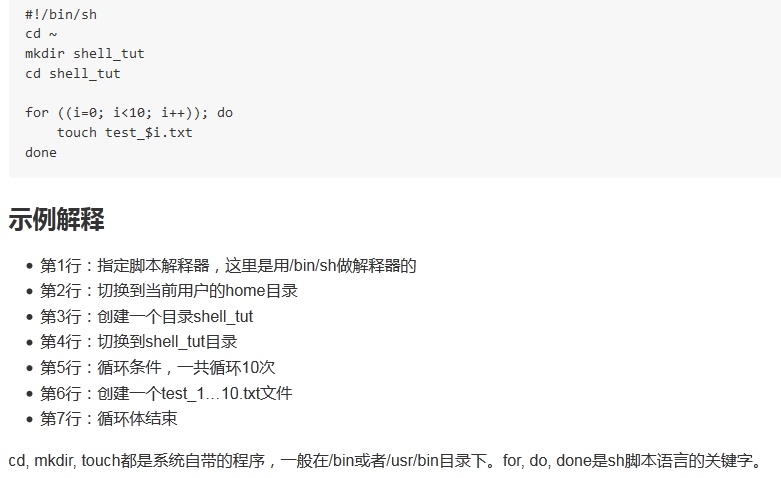 #!/bin/sh
cd ~
mkdir shell_tut
cd shell_tut
for ((i=0; i<10; i++)); do
    touch test_$i.txt
done
示例解释
第1行：指定脚本解释器，这里是用/bin/sh做解释器的
第2行：切换到当前用户的home目录
第3行：创建一个目录shell_tut
第4行：切换到shell_tut目录
第5行：循环条件，一共循环10次
第6行：创建一个test_1…10.txt文件
第7行：循环体结束
cd, mkdir, touch都是系统自带的程序，一般在/bin或者/usr/bin目录下。for, do, done是sh脚本语言的关键字。